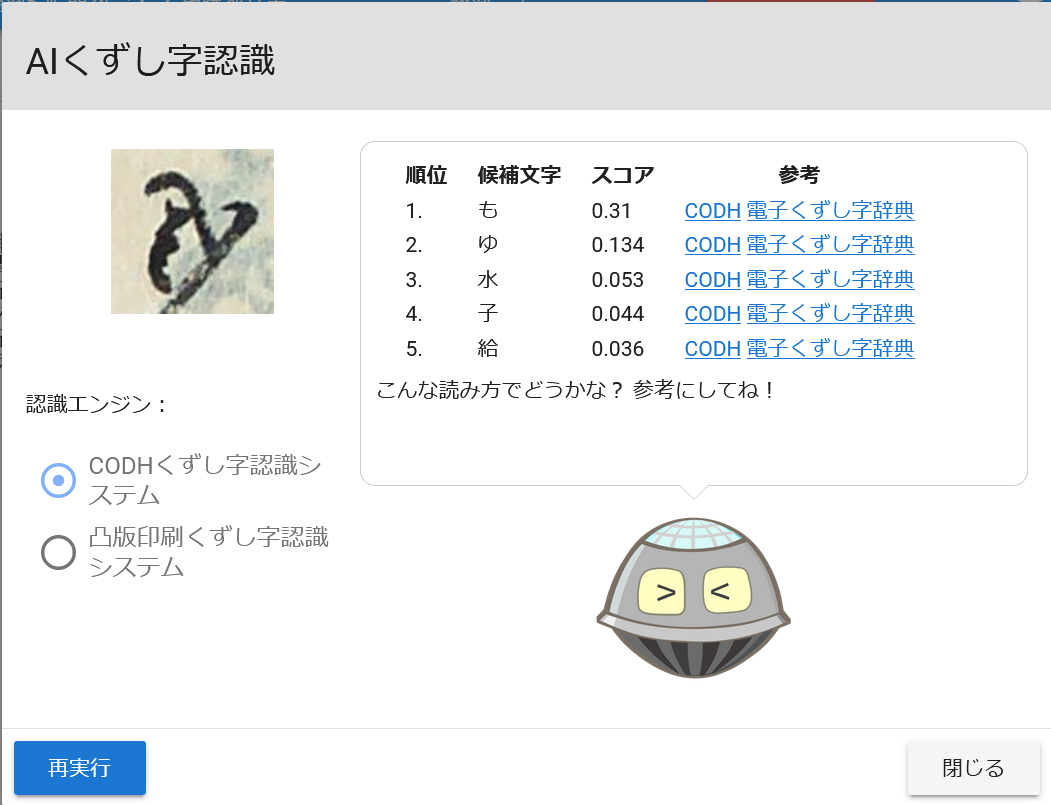 AIくずし字認識
順位 候補文字 スコア 参考
1. も 0.31 CODH 電子くずし字辞典
2. ゆ 0.134 CODH 電子くずし字辞典
3. 水 0.053 CODH 電子くずし字辞典
4. 子 0.044 CODH 電子くずし字辞典
5. 給 0.036 CODH 電子くずし字辞典
こんな読み方でどうかな？ 参考にしてね！
認識エンジン：
CODHくずし字認識シ
ステム
凸版印刷くずし字認識
システム
> <
再実行
閉じる